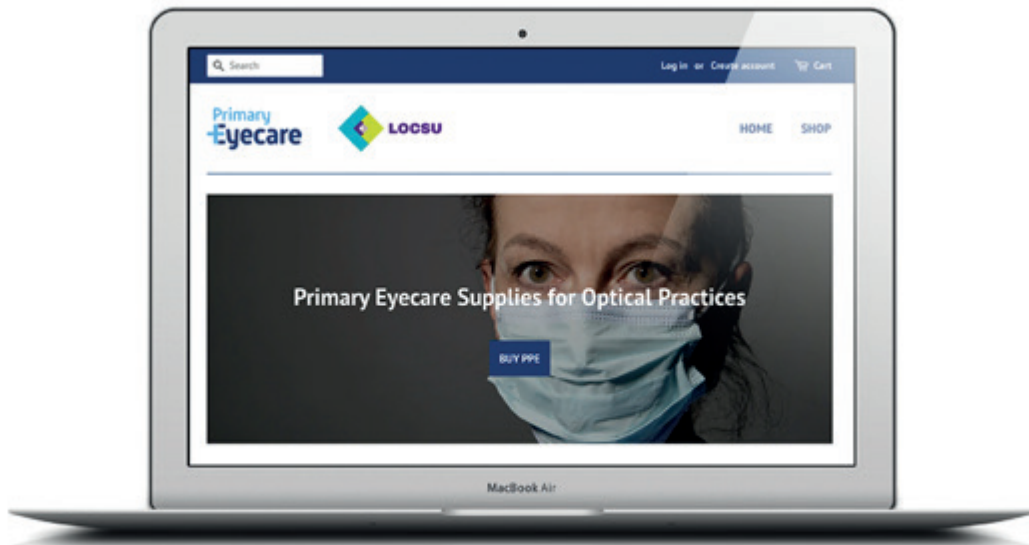 Search
Log in or Create account Cart
Primary
Eyecare
LOCSU
HOME SHOP
Primary Eyecare Supplies for Optical Practices
BUY PPE
MacBook Air